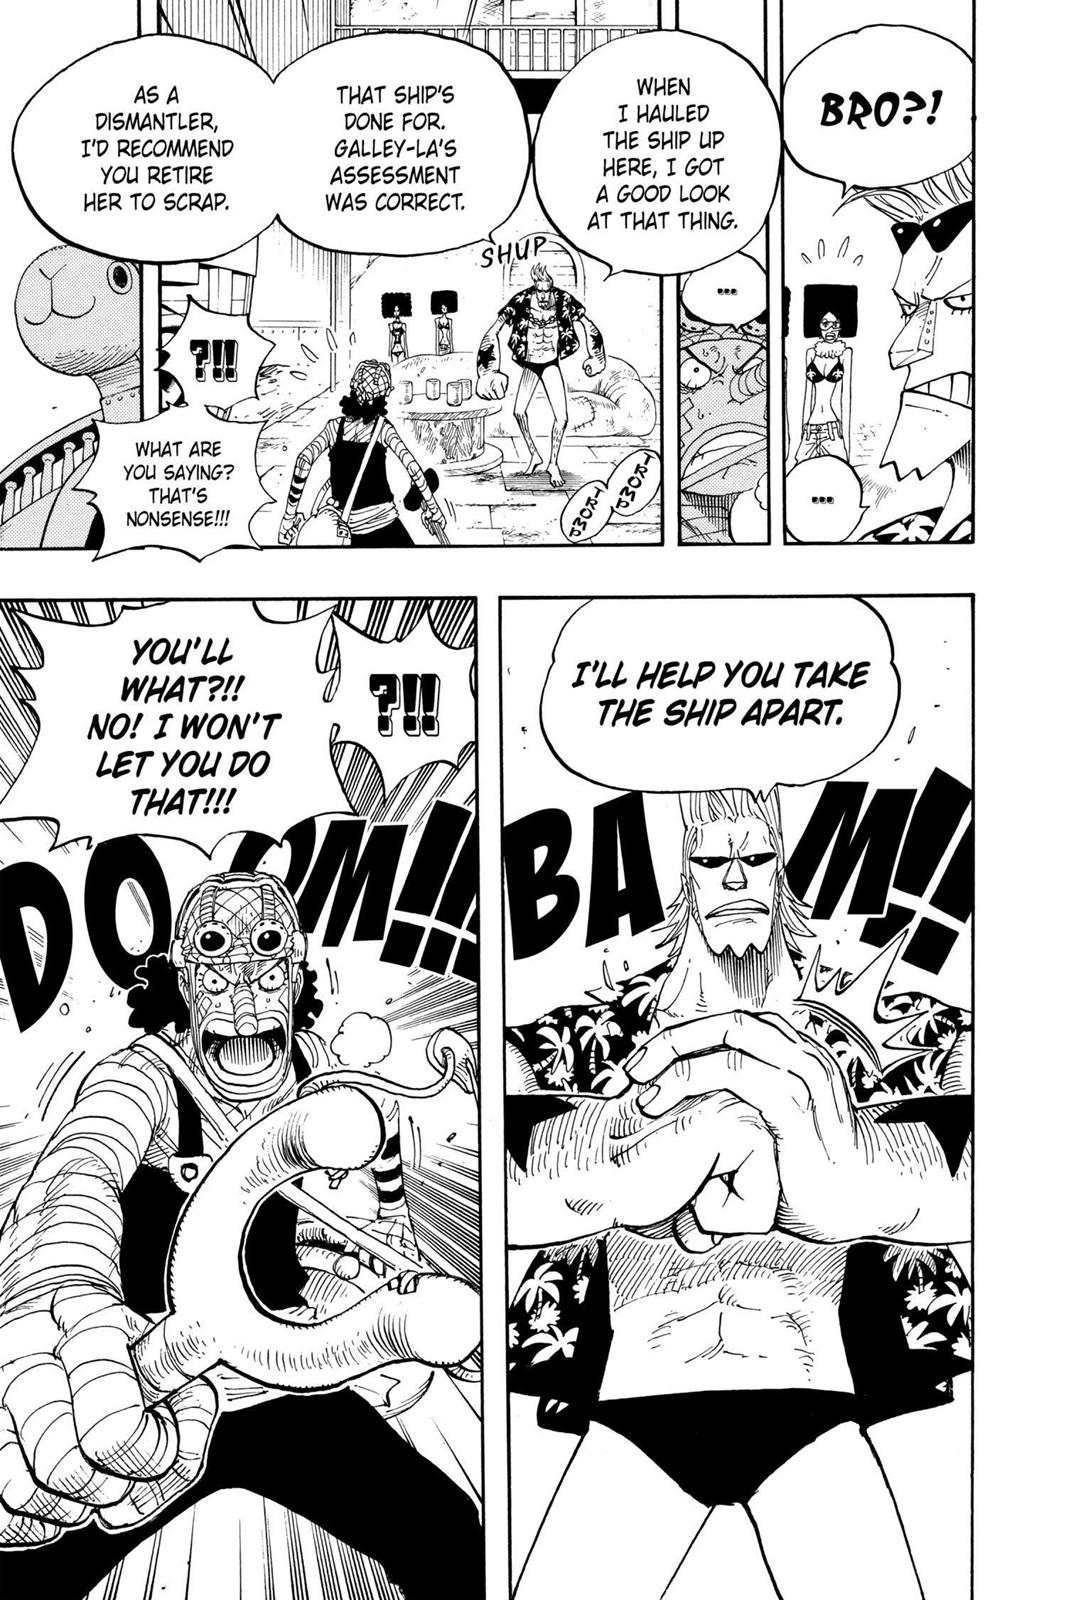 BRO?!
...
...
WHEN
I HAULED
THE SHIP UP
HERE, I GOT
A GOOD LOOK
AT THAT THING.
THAT SHIP'S
DONE FOR.
GALLEY-LA'S
ASSESSMENT
WAS CORRECT.
AS A
DISMANTLER,
I'D RECOMMEND
YOU RETIRE
HER TO SCRAP.
SHUP
TROMP
TROMP
?!!
WHAT ARE
YOU SAYING?
THAT'S
NONSENSE!!!
I'LL HELP YOU TAKE
THE SHIP APART.
BAM!!
?!!
YOU'LL
WHAT?!!
NO! I WON'T
LET YOU DO
THAT!!!
DOOM!!!